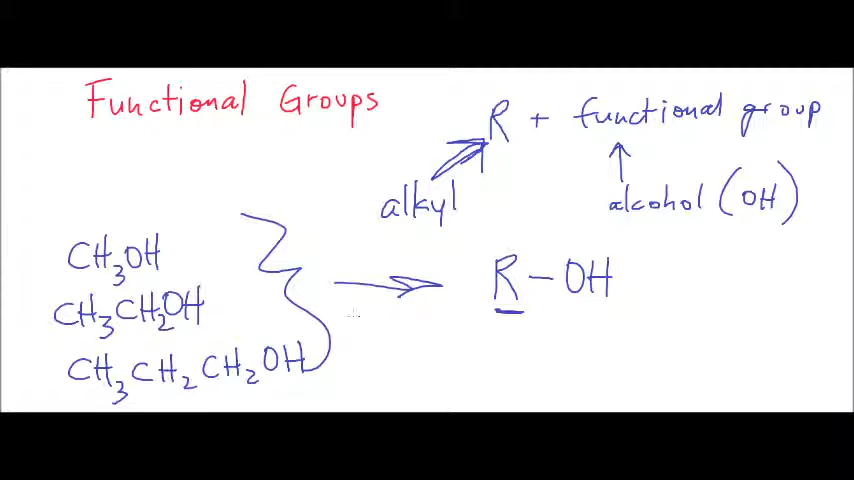 Functional Groups
R + functional group
alkyl
alcohol (OH)
CH₃OH
CH₃CH₂OH
CH₃CH₂CH₂OH
R - OH